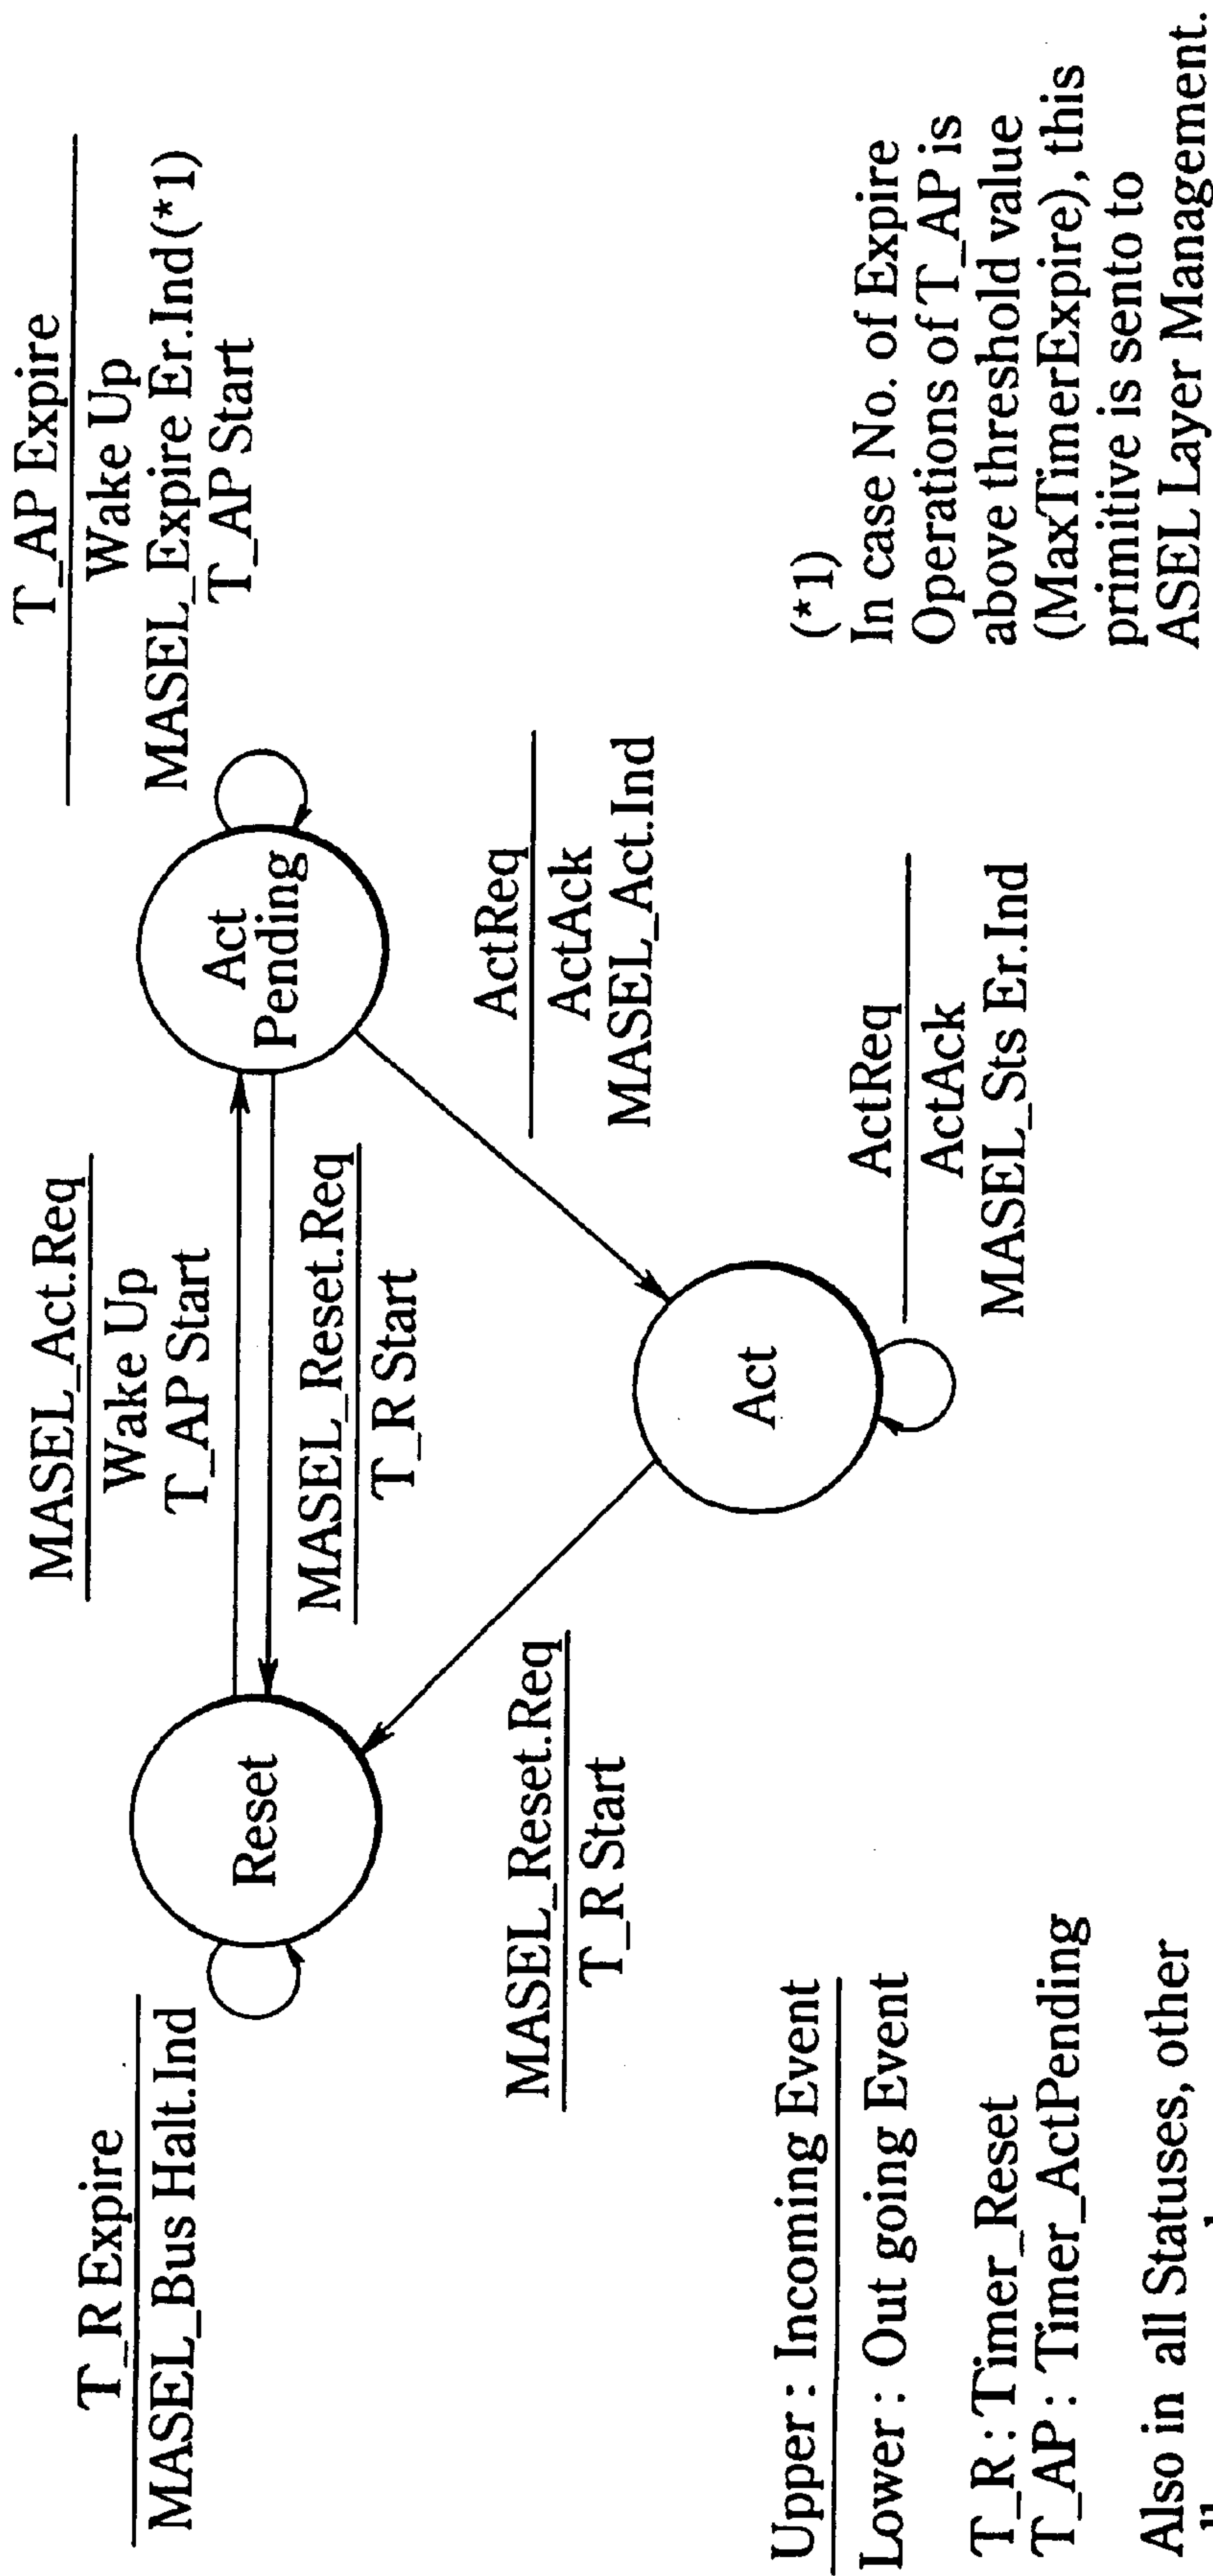 T_R Expire
MASEL_Bus Halt.Ind
Reset
MASEL_Act.Req
Wake Up
T_AP Start
MASEL_Reset.Req
T_R Start
Act
Pending
T_AP Expire
Wake Up
MASEL_Expire Er.Ind(*1)
T_AP Start
MASEL_Reset.Req
T_R Start
Act
ActReq
ActAck
MASEL_Act.Ind
ActReq
ActAck
MASEL_Sts Er.Ind
Upper : Incoming Event
Lower : Out going Event
T_R : Timer_Reset
T_AP : Timer_ActPending
Also in all Statuses, other
(*1)
In case No. of Expire
Operations of T_AP is
above threshold value
(MaxTimerExpire), this
primitive is sento to
ASEL Layer Management.